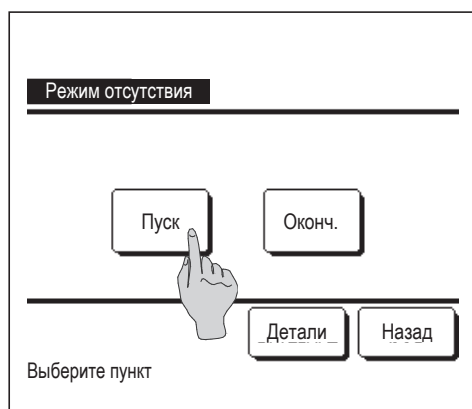 Режим отсутствия
Пуск Оконч.
Детали Назад
Выберите пункт